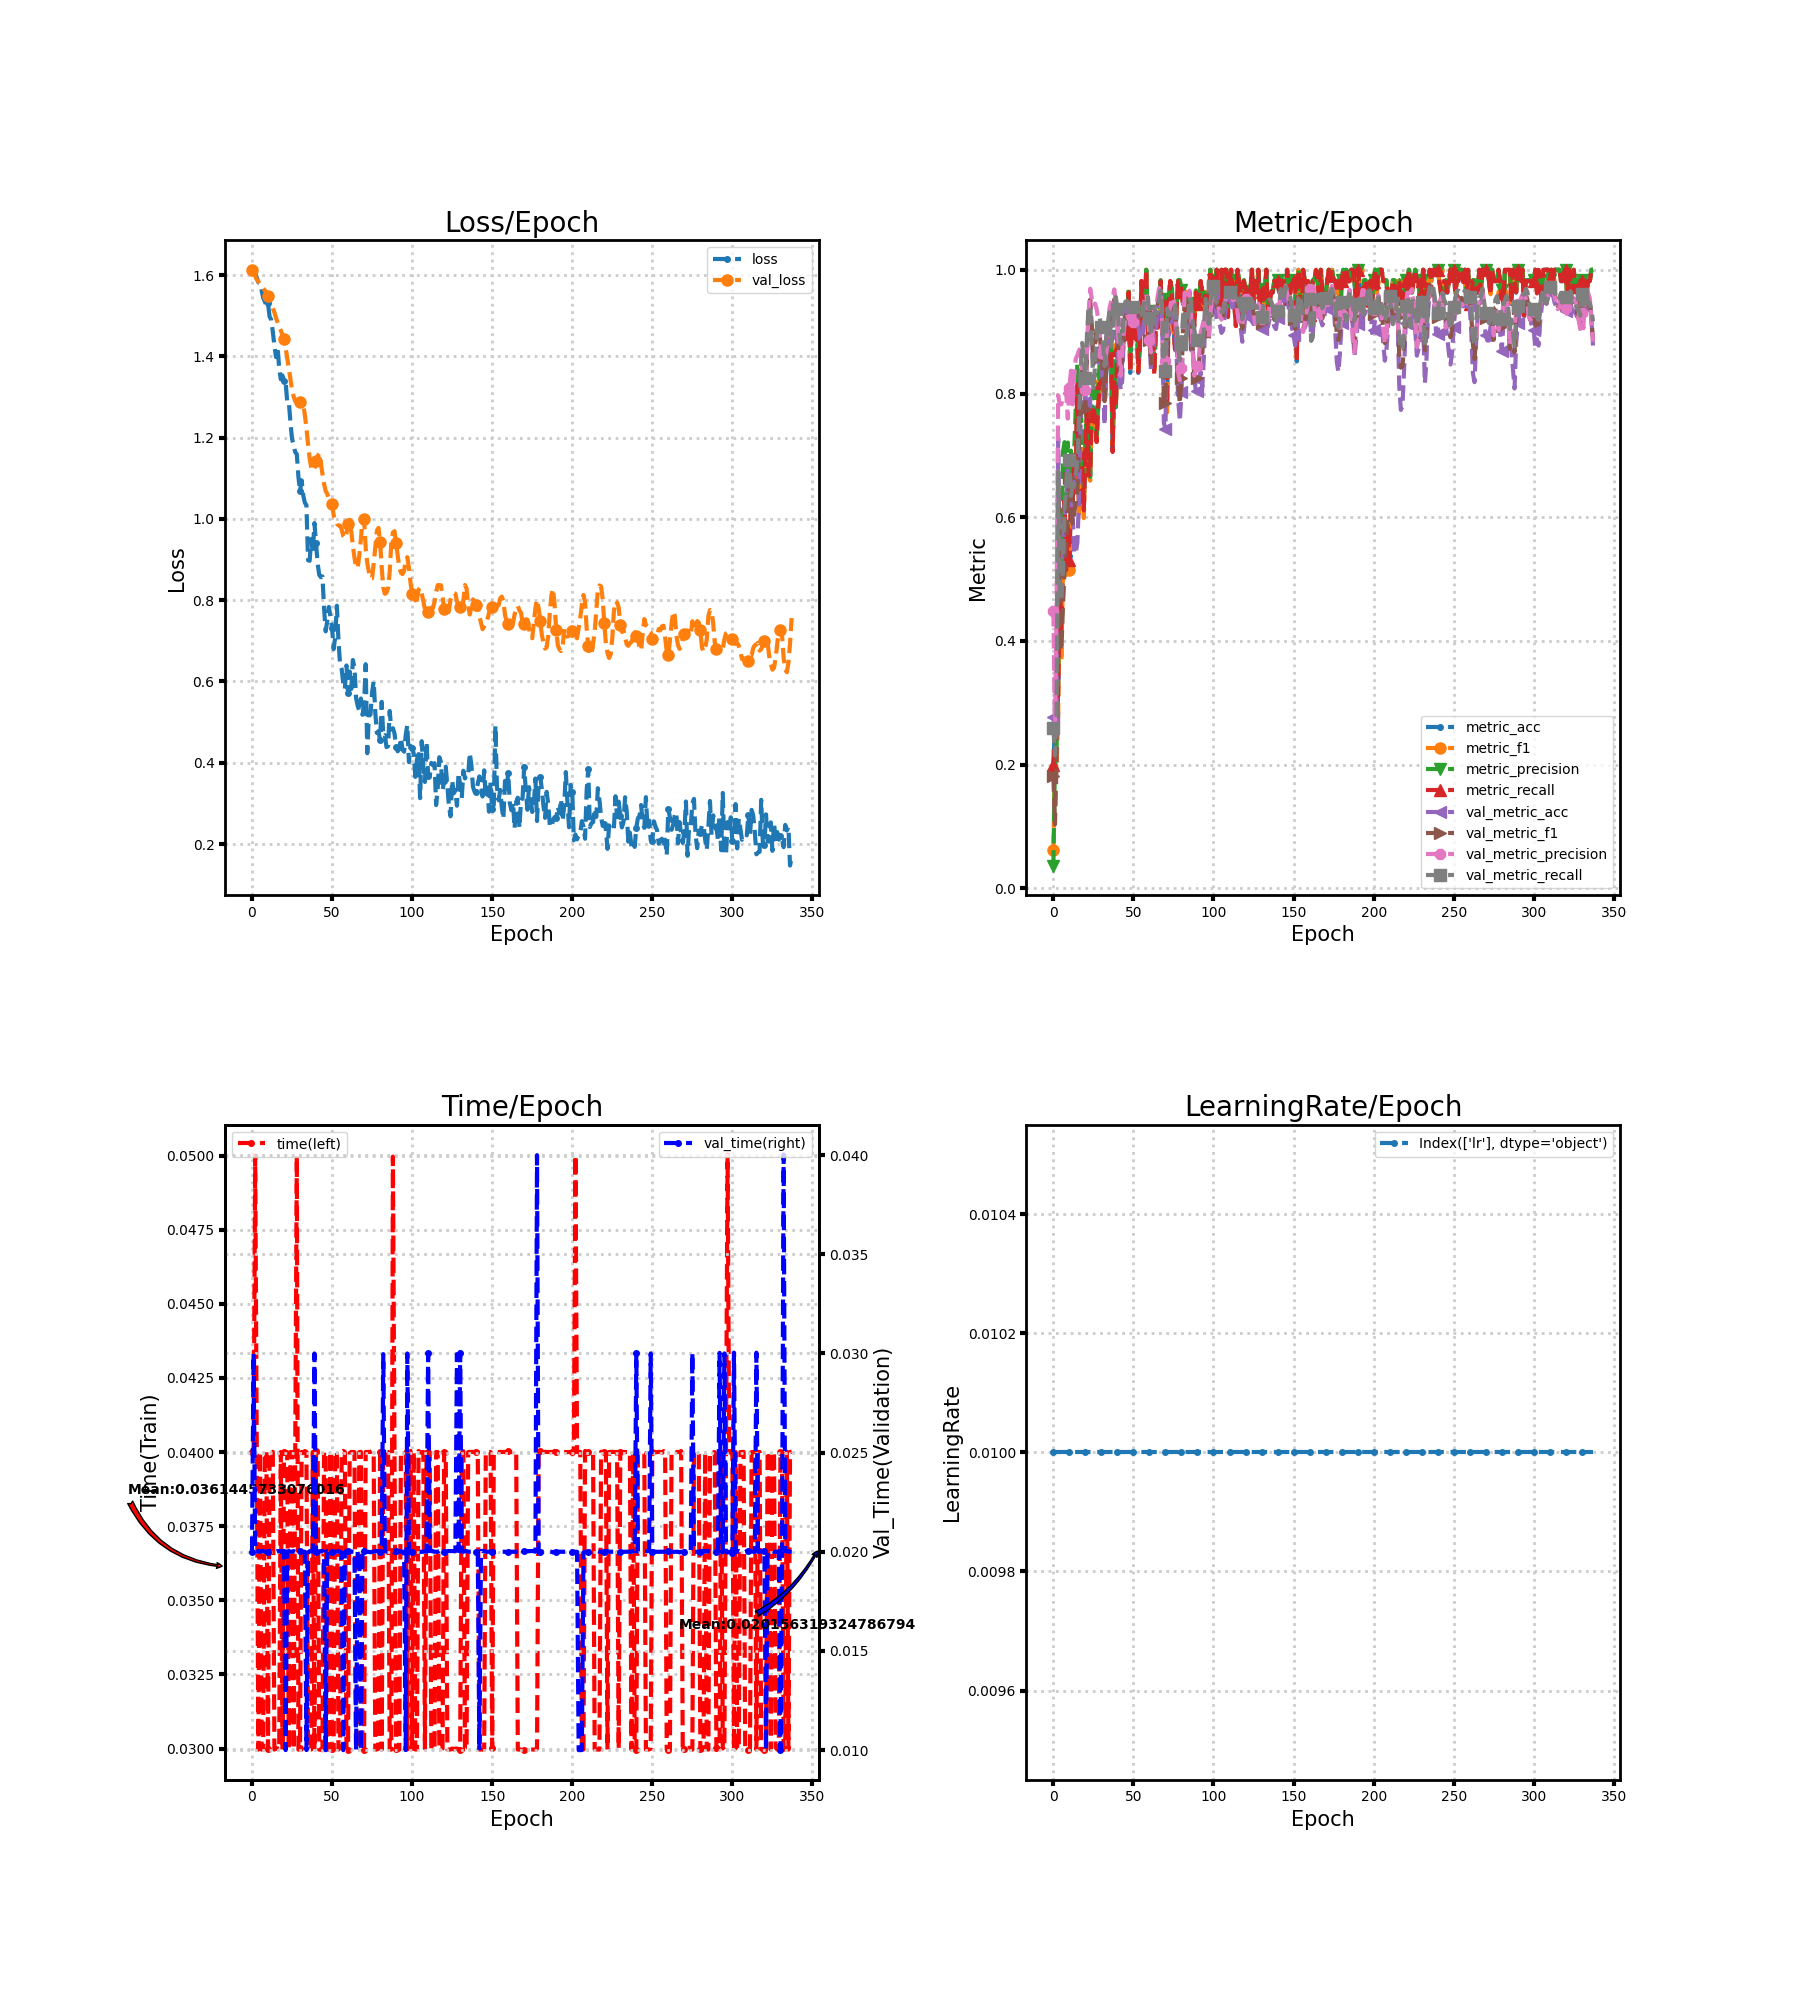 Loss/Epoch
1.6
1.4
1.2
1.0
0.8
0.6
0.4
0.2
Loss
loss
val_loss
0 50 100 150 200 250 300 350
Epoch
Metric/Epoch
1.0
0.8
0.6
0.4
0.2
0.0
Metric
metric_acc
metric_f1
metric_precision
metric_recall
val_metric_acc
val_metric_f1
val_metric_precision
val_metric_recall
0 50 100 150 200 250 300 350
Epoch
Time/Epoch
time(left)
val_time(right)
0.0500
0.0475
0.0450
0.0425
0.0400
0.0375
0.0350
0.0325
0.0300
Time(Train)
Mean:0.0361445733076016
0.040
0.035
0.030
0.025
0.020
0.015
0.010
Val_Time(Validation)
Mean:0.020156319324786794
0 50 100 150 200 250 300 350
Epoch
LearningRate/Epoch
Index(['lr'], dtype='object')
0.0104
0.0102
0.0100
0.0098
0.0096
LearningRate
0 50 100 150 200 250 300 350
Epoch